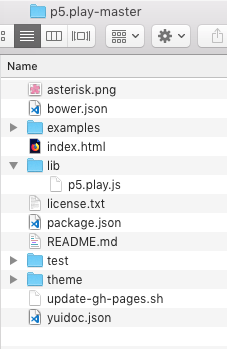 p5.play-master
Name
asterisk.png
bower.json
examples
index.html
lib
p5.play.js
license.txt
package.json
README.md
test
theme
update-gh-pages.sh
yuidoc.json